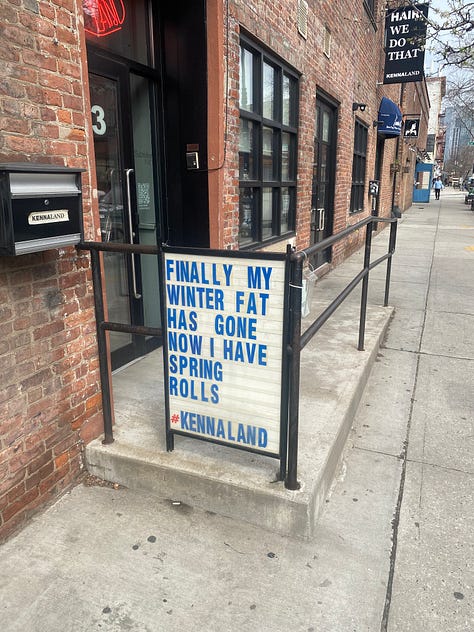 HAIR!
WE
DO
THAT
KENNALAND
3
KENNALAND
FINALLY MY
WINTER FAT
HAS GONE
NOW I HAVE
SPRING
ROLLS
#KENNALAND